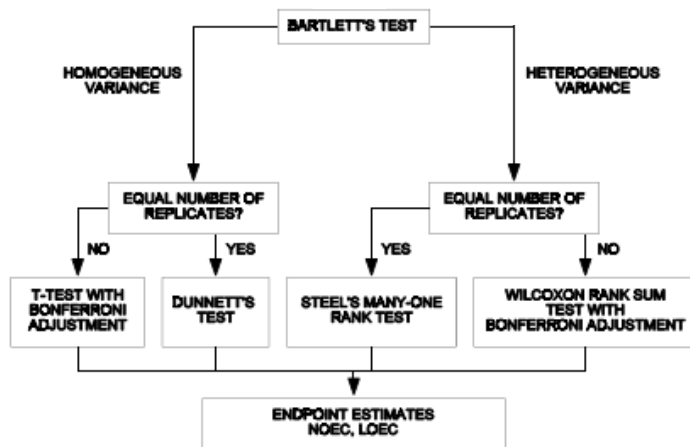 BARTLETT'S TEST
HOMOGENEOUS
VARIANCE
HETEROGENEOUS
VARIANCE
EQUAL NUMBER OF
REPLICATES?
EQUAL NUMBER OF
REPLICATES?
NO
YES
YES
NO
T-TEST WITH
BONFERRONI
ADJUSTMENT
DUNNETT'S
TEST
STEEL'S MANY-ONE
RANK TEST
WILCOXON RANK SUM
TEST WITH
BONFERRONI ADJUSTMENT
ENDPOINT ESTIMATES
NOEC, LOEC